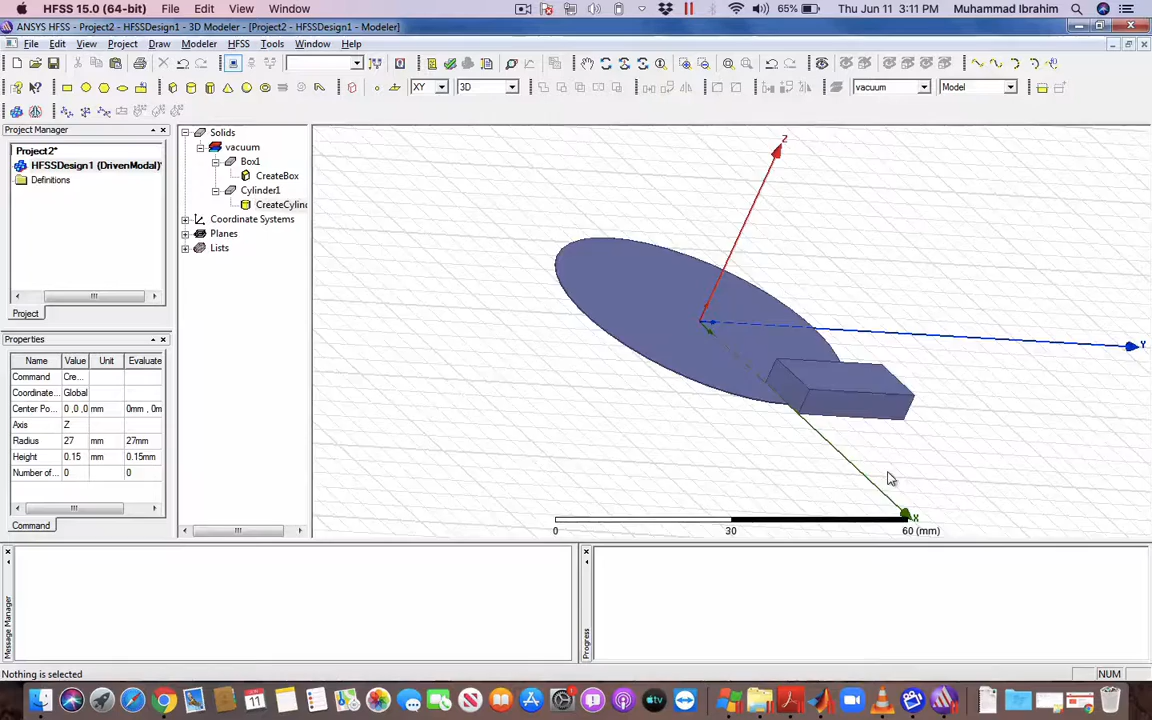 HFSS 15.0 (64-bit) File Edit View Window 65% Thu Jun 11 3:11 PM Muhammad Ibrahim
ANSYS HFSS - Project2 - HFSSDesign1 - 3D Modeler - [Project2 - HFSSDesign1 - Modeler]
File Edit View Project Draw Modeler HFSS Tools Window Help
XY 3D vacuum Model
Project Manager
Project2*
HFSSDesign1 (DrivenModal)*
Definitions
Project
Properties
Name Value Unit Evaluate
Command Cre...
Coordinate... Global
Center Po... 0 ,0 ,0 mm 0mm , 0m
Axis Z
Radius 27 mm 27mm
Height 0.15 mm 0.15mm
Number of... 0 0
Command
Solids
vacuum
Box1
CreateBox
Cylinder1
CreateCylind
Coordinate Systems
Planes
Lists
Z
Y
X
0 30 60 (mm)
Message Manager
Progress
Nothing is selected NUM
11